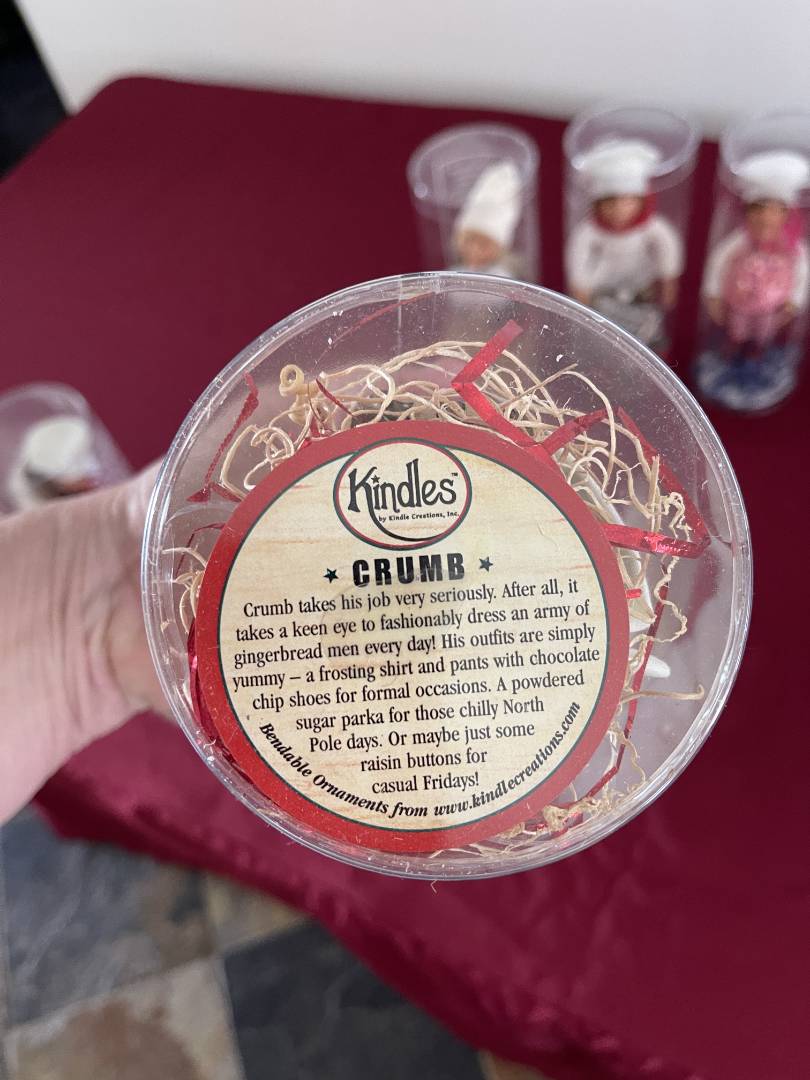 Kindles™
by Kindle Creations, Inc.
★ CRUMB ★
Crumb takes his job very seriously. After all, it
takes a keen eye to fashionably dress an army of
gingerbread men every day! His outfits are simply
yummy – a frosting shirt and pants with chocolate
chip shoes for formal occasions. A powdered
sugar parka for those chilly North
Pole days. Or maybe just some
raisin buttons for
casual Fridays!
Bendable Ornaments from www.kindlecreations.com